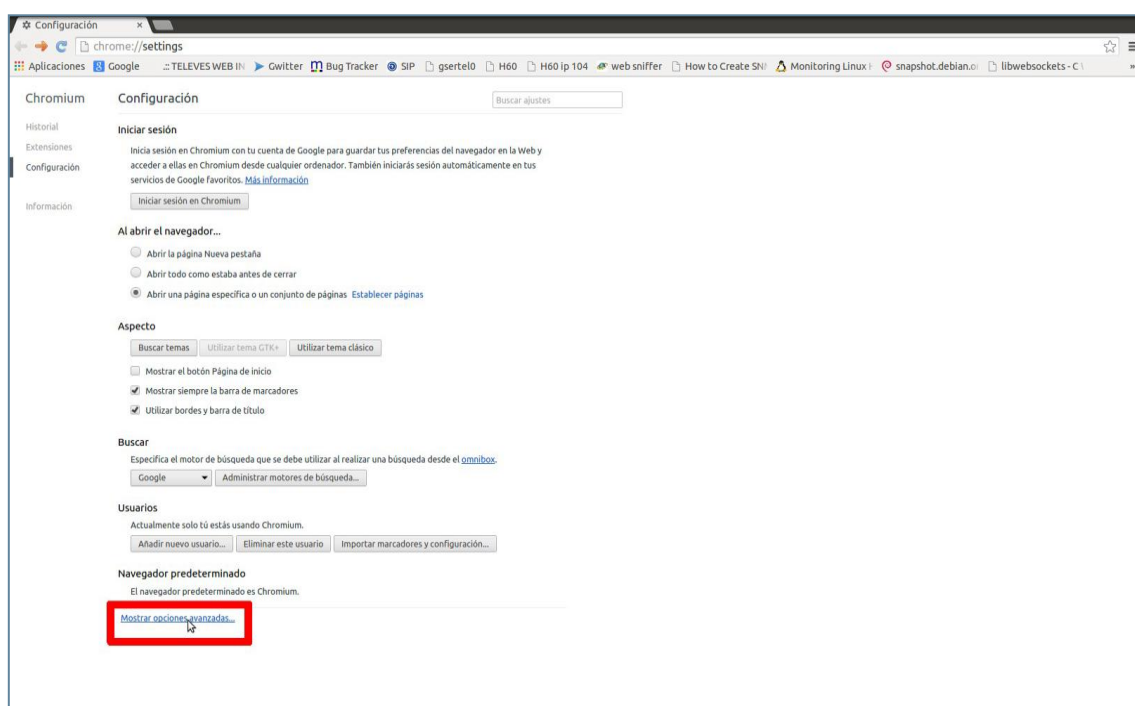 Configuración ×
chrome://settings
Aplicaciones Google .:: TELEVES WEB IN Gwitter Bug Tracker SIP gsertel0 H60 H60 ip 104 web sniffer How to Create SN Monitoring Linux snapshot.debian.o libwebsockets - C »
Chromium
Historial
Extensiones
Configuración
Información
Configuración
Buscar ajustes
Iniciar sesión
Inicia sesión en Chromium con tu cuenta de Google para guardar tus preferencias del navegador en la Web y
acceder a ellas en Chromium desde cualquier ordenador. También iniciarás sesión automáticamente en tus
servicios de Google favoritos. Más información
Iniciar sesión en Chromium
Al abrir el navegador...
Abrir la página Nueva pestaña
Abrir todo como estaba antes de cerrar
Abrir una página específica o un conjunto de páginas Establecer páginas
Aspecto
Buscar temas Utilizar tema GTK+ Utilizar tema clásico
Mostrar el botón Página de inicio
Mostrar siempre la barra de marcadores
Utilizar bordes y barra de título
Buscar
Especifica el motor de búsqueda que se debe utilizar al realizar una búsqueda desde el omnibox.
Google Administrar motores de búsqueda...
Usuarios
Actualmente solo tú estás usando Chromium.
Añadir nuevo usuario... Eliminar este usuario Importar marcadores y configuración...
Navegador predeterminado
El navegador predeterminado es Chromium.
Mostrar opciones avanzadas...